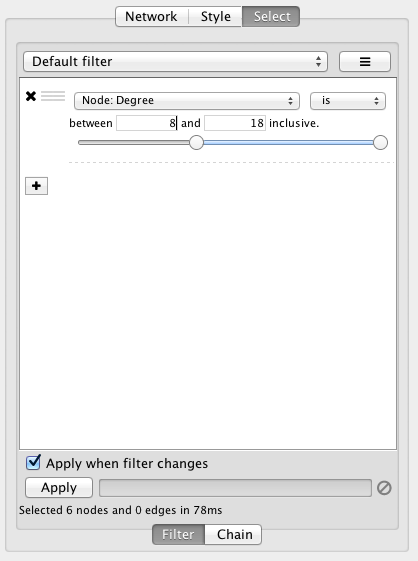 Network Style Select
Default filter
Node: Degree is
between 8 and 18 inclusive.
Apply when filter changes
Apply
Selected 6 nodes and 0 edges in 78ms
Filter Chain